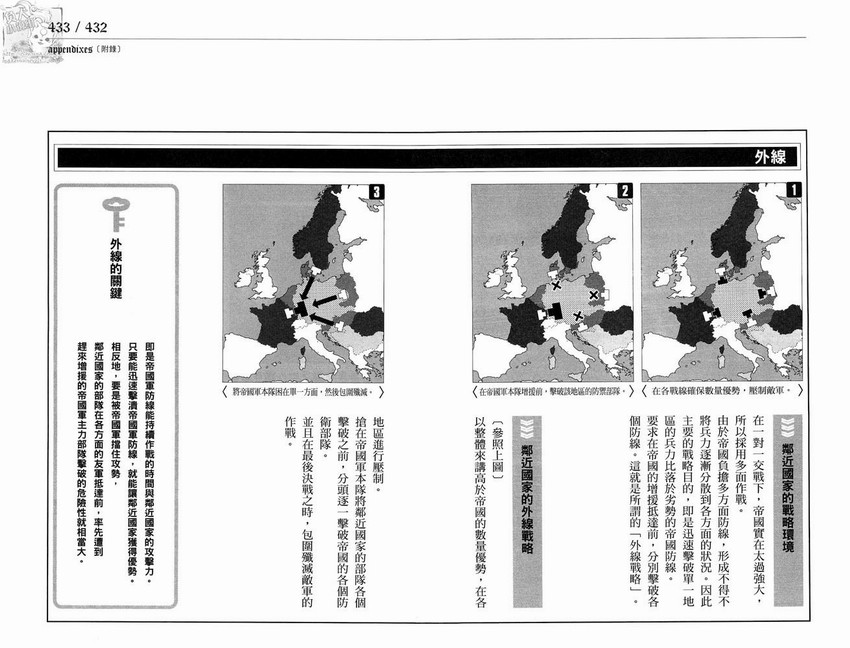 433 / 432
appendixes〔附錄〕
外線
1
〈在各戰線確保數量優勢，壓制敵軍。〉
2
〈在帝國軍本隊增援前，擊破該地區的防禦部隊。〉
3
〈將帝國軍本隊困在單一方面，然後包圍殲滅。〉
鄰近國家的戰略環境
在一對一交戰下，帝國實在太過強大，
所以採用多面作戰。
由於帝國負擔多方面防線，形成不得不
將兵力逐漸分散到各方面的狀況。因此
主要的戰略目的，即是迅速擊破單一地
區的兵力比落於劣勢的帝國防線。
要求在帝國的增援抵達前，分別擊破各
個防線。這就是所謂的「外線戰略」。
鄰近國家的外線戰略
〔參照上圖〕
以整體來講高於帝國的數量優勢，在各
地區進行壓制。
搶在帝國軍本隊將鄰近國家的部隊各個
擊破之前，分頭逐一擊破帝國的各個防
衛部隊。
並且在最後決戰之時，包圍殲滅敵軍的
作戰。
外線的關鍵
即是帝國軍防線能持續作戰的時間與鄰近國家的攻擊力。
只要能迅速擊潰帝國軍防線，就能讓鄰近國家獲得優勢。
相反地，要是被帝國軍擋住攻勢，
鄰近國家的部隊在各方面的友軍抵達前，率先遭到
趕來增援的帝國軍主力部隊擊破的危險性就相當大。